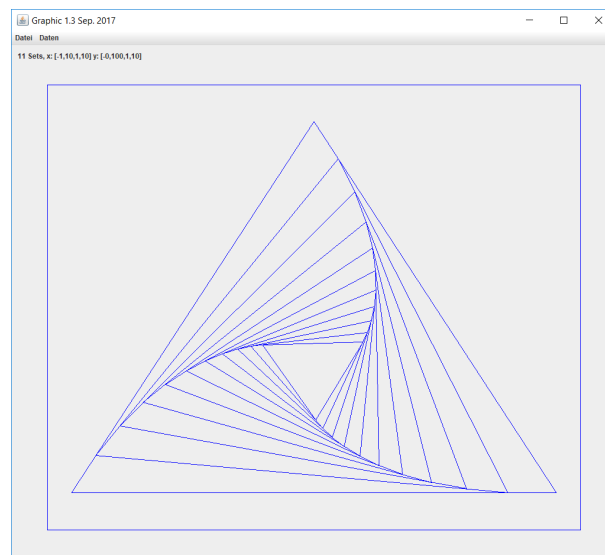 Graphic 1.3 Sep. 2017
Datei Daten
11 Sets, x: [-1,10,1,10] y: [-0,100,1,10]